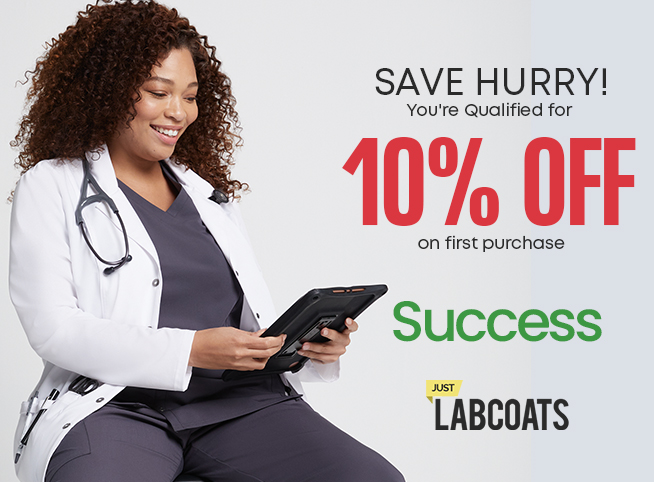 SAVE HURRY!
You're Qualified for
10% OFF
on first purchase
Success
JUST
LABCOATS